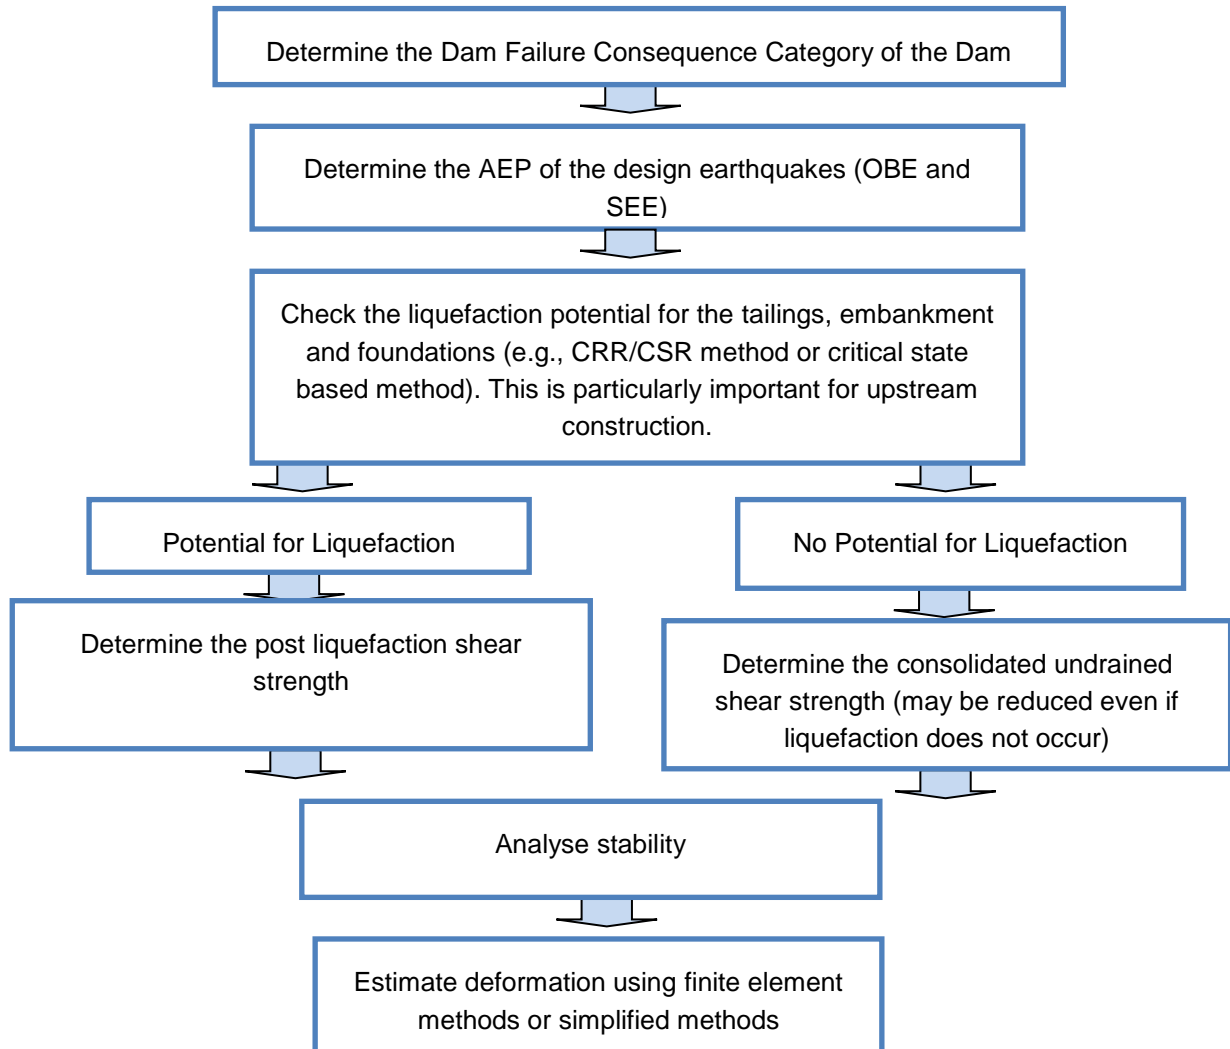 Determine the Dam Failure Consequence Category of the Dam
Determine the AEP of the design earthquakes (OBE and
SEE)
Check the liquefaction potential for the tailings, embankment
and foundations (e.g., CRR/CSR method or critical state
based method). This is particularly important for upstream
construction.
Potential for Liquefaction
No Potential for Liquefaction
Determine the post liquefaction shear
strength
Determine the consolidated undrained
shear strength (may be reduced even if
liquefaction does not occur)
Analyse stability
Estimate deformation using finite element
methods or simplified methods